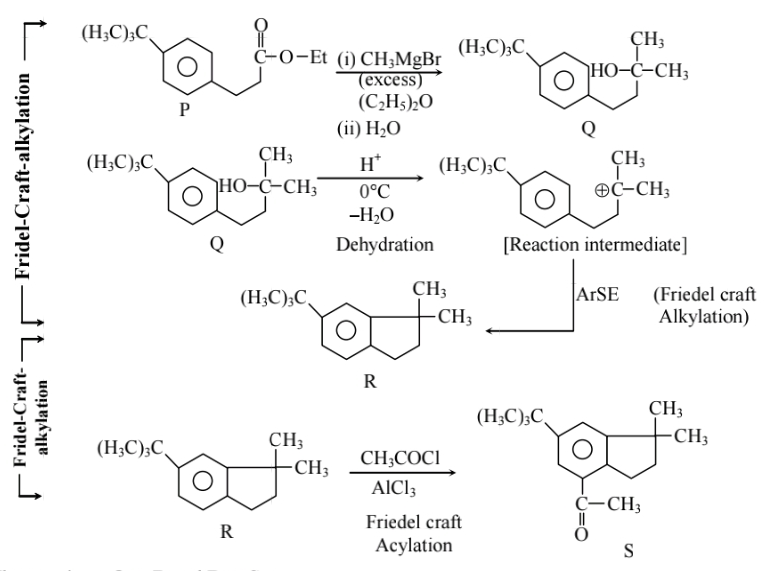 Fridel-Craft-alkylation
(H₃C)₃C
O
C–O–Et
P
(i) CH₃MgBr
(excess)
(C₂H₅)₂O
(ii) H₂O
(H₃C)₃C
CH₃
HO–C–CH₃
Q
(H₃C)₃C
CH₃
HO–C–CH₃
Q
H⁺
0°C
–H₂O
Dehydration
(H₃C)₃C
CH₃
⊕C–CH₃
[Reaction intermediate]
ArSE
(Friedel craft
Alkylation)
(H₃C)₃C
CH₃
CH₃
R
Fridel-Craft-
alkylation
(H₃C)₃C
CH₃
CH₃
R
CH₃COCl
AlCl₃
Friedel craft
Acylation
(H₃C)₃C
CH₃
CH₃
C–CH₃
O
S